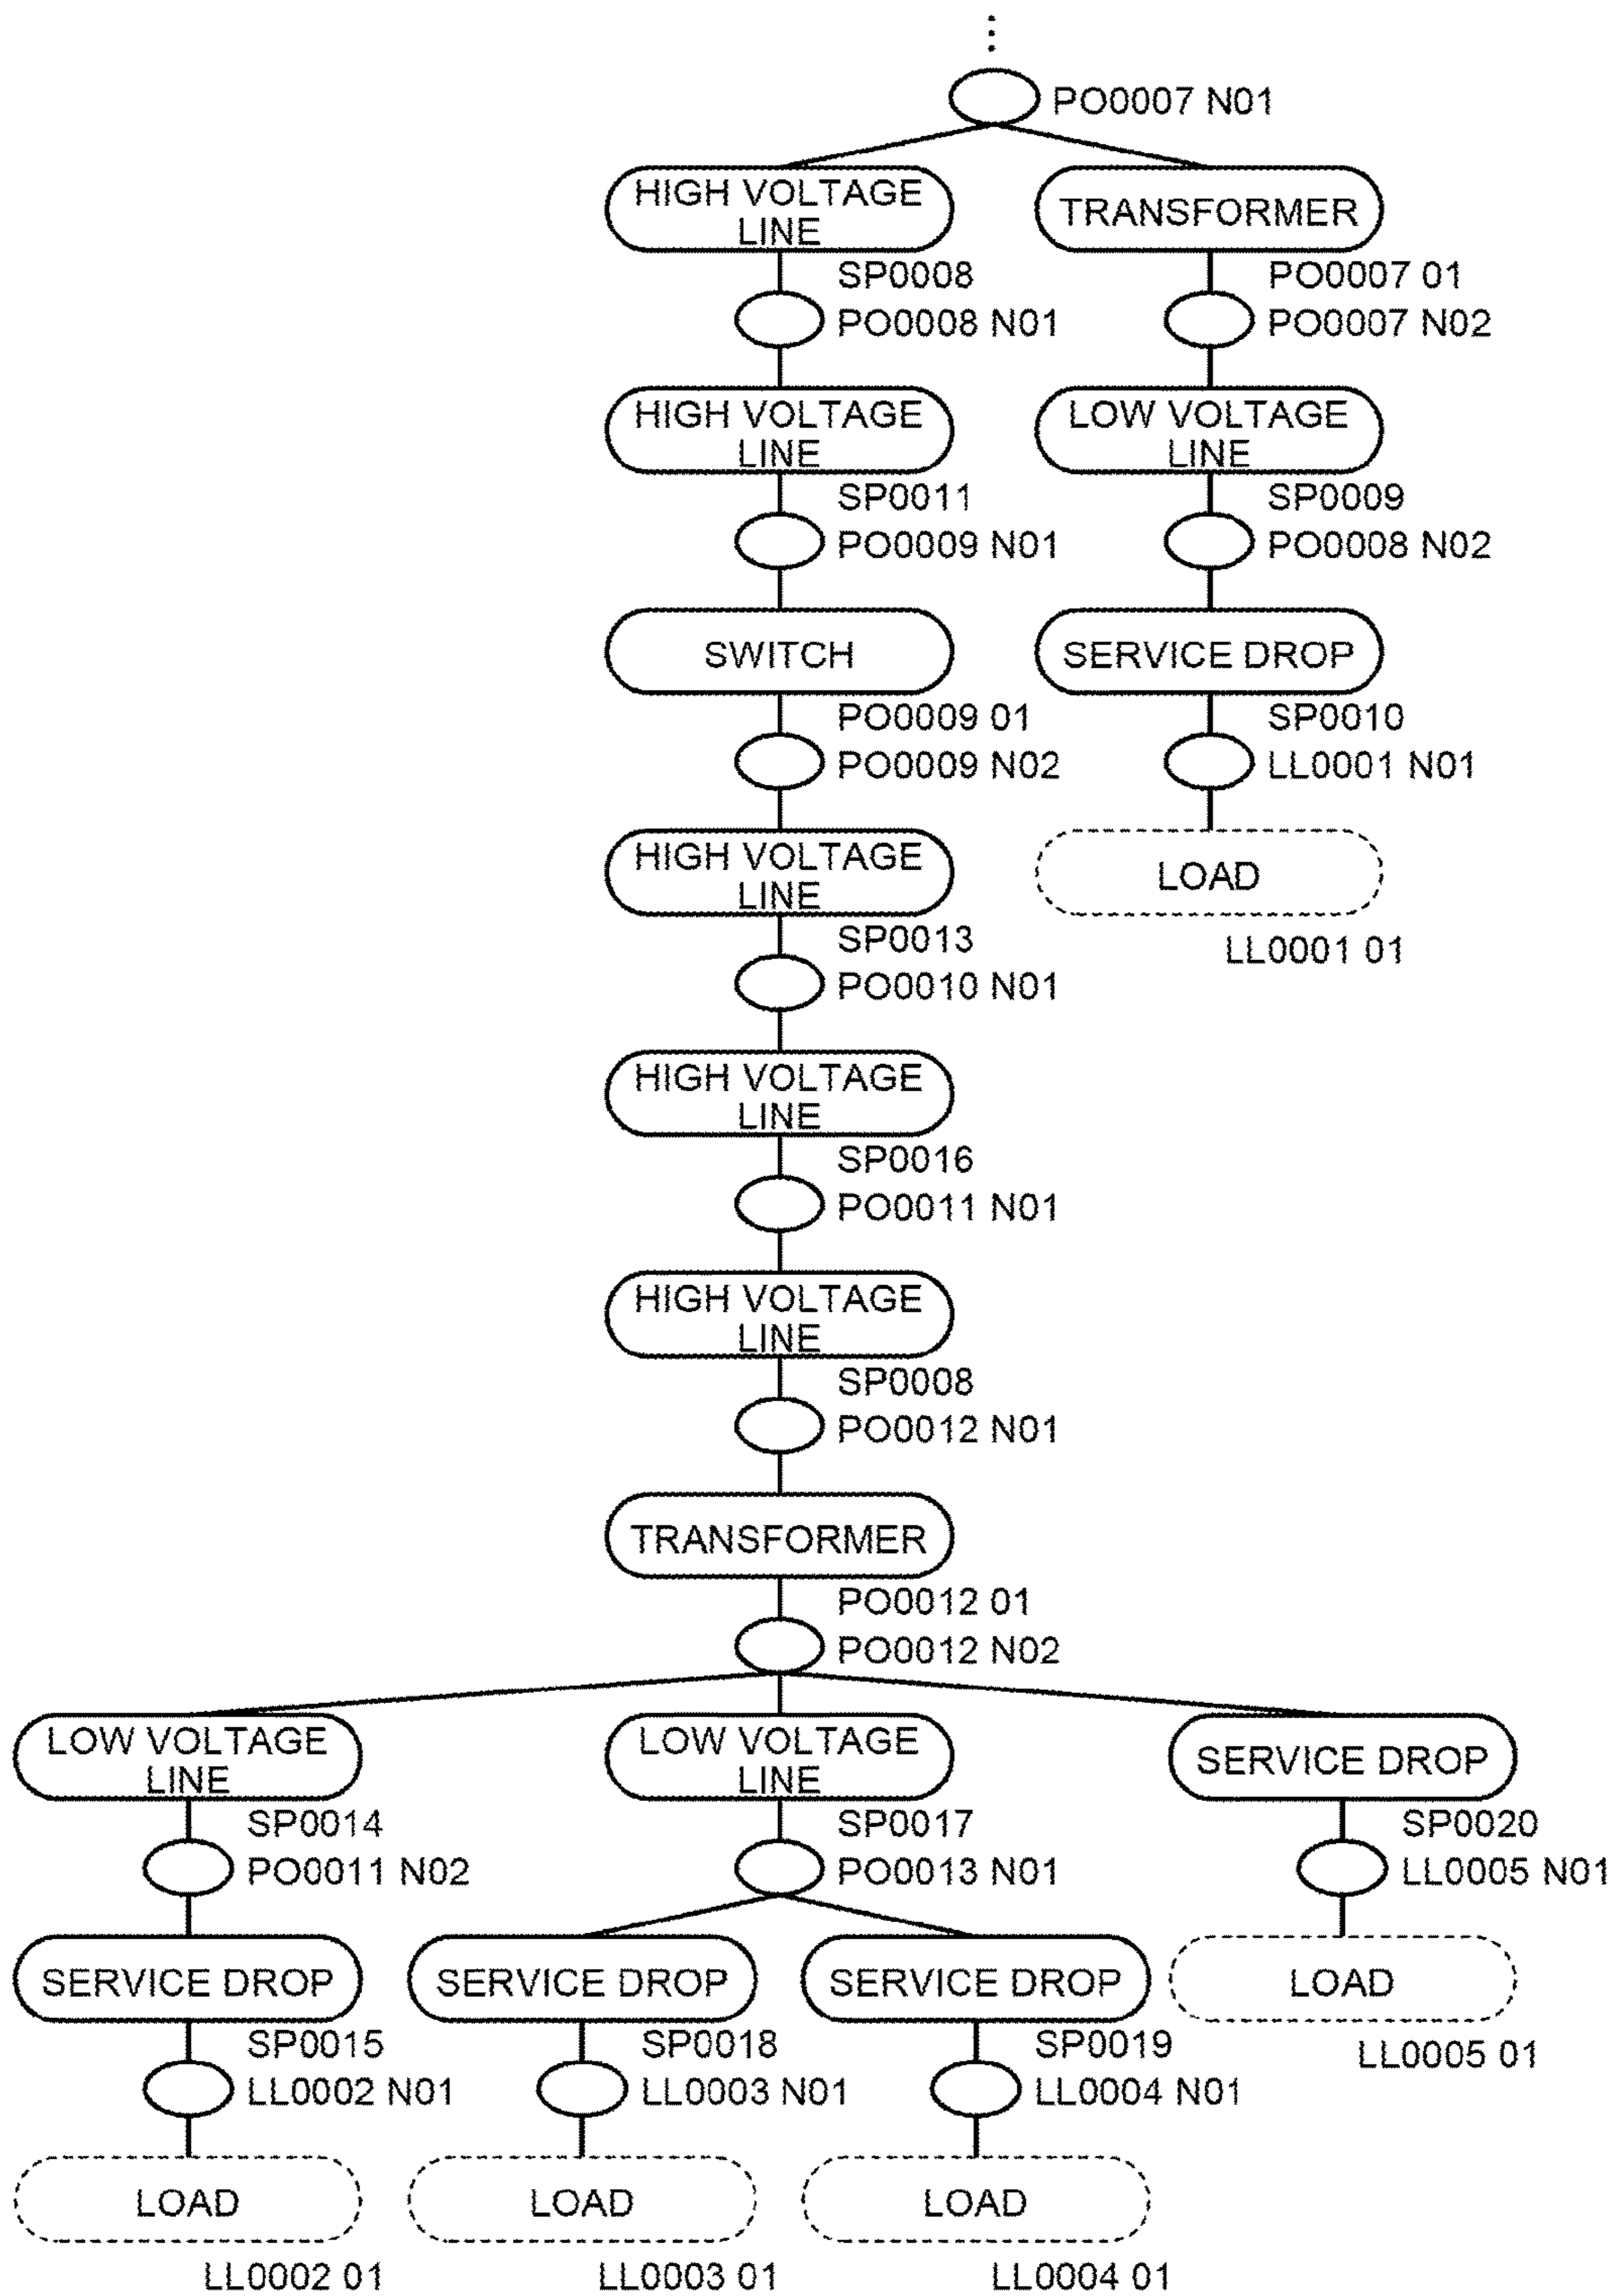 PO0007 N01
HIGH VOLTAGE
LINE
TRANSFORMER
SP0008
PO0007 01
PO0008 N01
PO0007 N02
HIGH VOLTAGE
LINE
LOW VOLTAGE
LINE
SP0011
SP0009
PO0009 N01
PO0008 N02
SWITCH
SERVICE DROP
PO0009 01
SP0010
PO0009 N02
LL0001 N01
HIGH VOLTAGE
LINE
LOAD
SP0013
LL0001 01
PO0010 N01
HIGH VOLTAGE
LINE
SP0016
PO0011 N01
HIGH VOLTAGE
LINE
SP0008
PO0012 N01
TRANSFORMER
PO0012 01
PO0012 N02
LOW VOLTAGE
LINE
LOW VOLTAGE
LINE
SERVICE DROP
SP0014
SP0017
SP0020
PO0011 N02
PO0013 N01
LL0005 N01
SERVICE DROP
SERVICE DROP
SERVICE DROP
LOAD
SP0015
SP0018
SP0019
LL0005 01
LL0002 N01
LL0003 N01
LL0004 N01
LOAD
LOAD
LOAD
LL0002 01
LL0003 01
LL0004 01